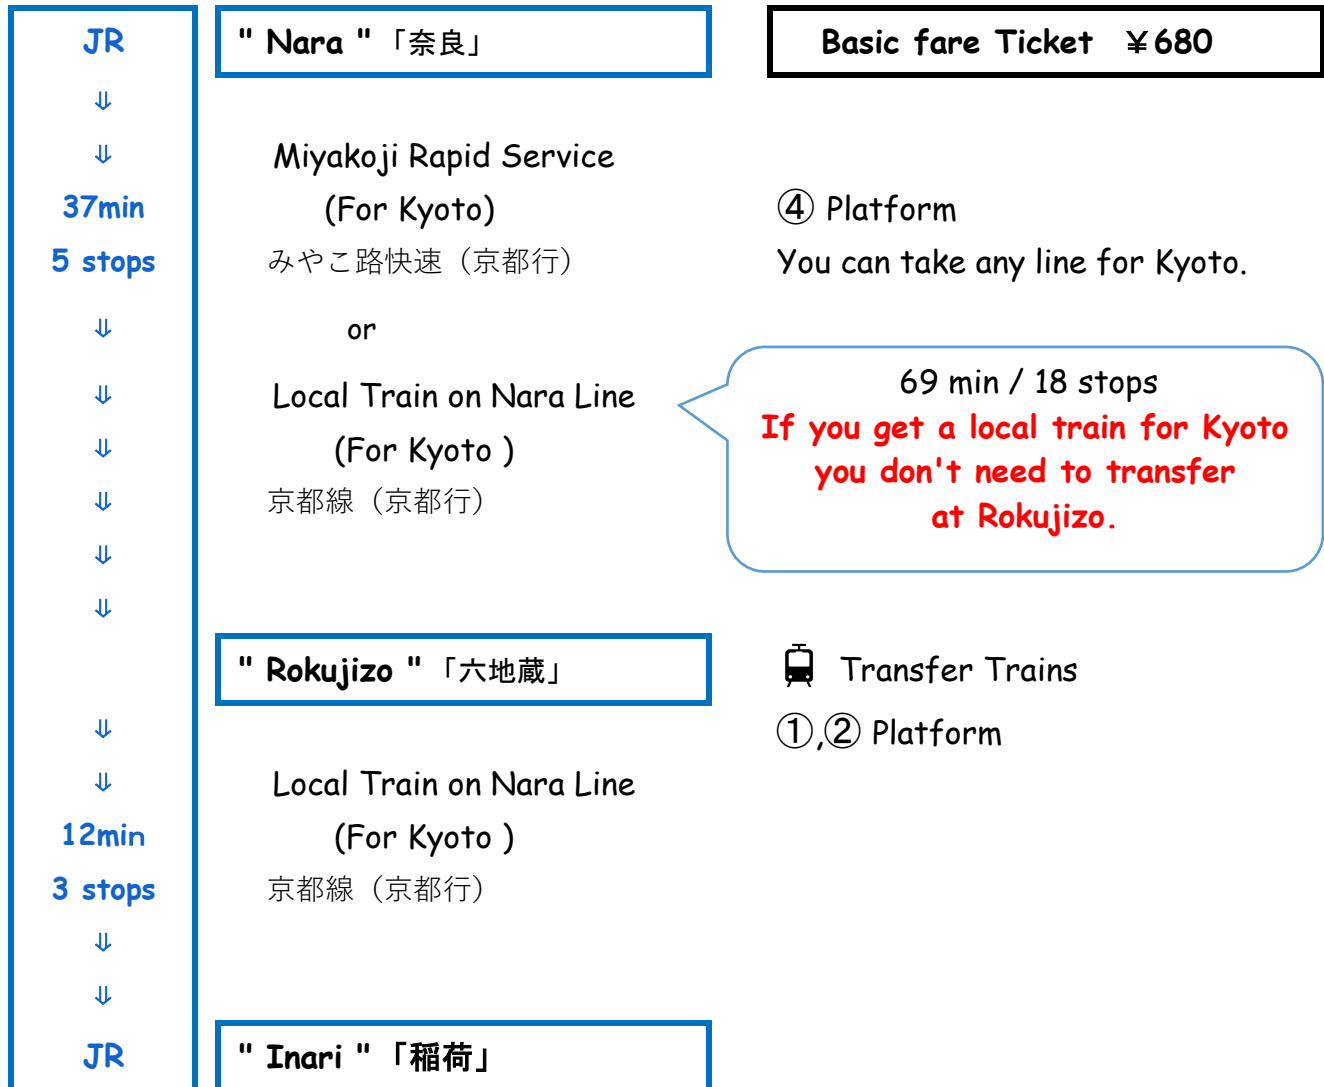 JR
" Nara "「奈良」
Basic fare Ticket ￥680
⇓
⇓
Miyakoji Rapid Service
37min
(For Kyoto)
④ Platform
5 stops
みやこ路快速（京都行）
You can take any line for Kyoto.
⇓
or
⇓
Local Train on Nara Line
69 min / 18 stops
If you get a local train for Kyoto
you don't need to transfer
at Rokujizo.
⇓
(For Kyoto )
⇓
京都線（京都行）
⇓
⇓
" Rokujizo "「六地蔵」
Transfer Trains
⇓
①,② Platform
⇓
Local Train on Nara Line
12min
(For Kyoto )
3 stops
京都線（京都行）
⇓
⇓
JR
" Inari "「稲荷」